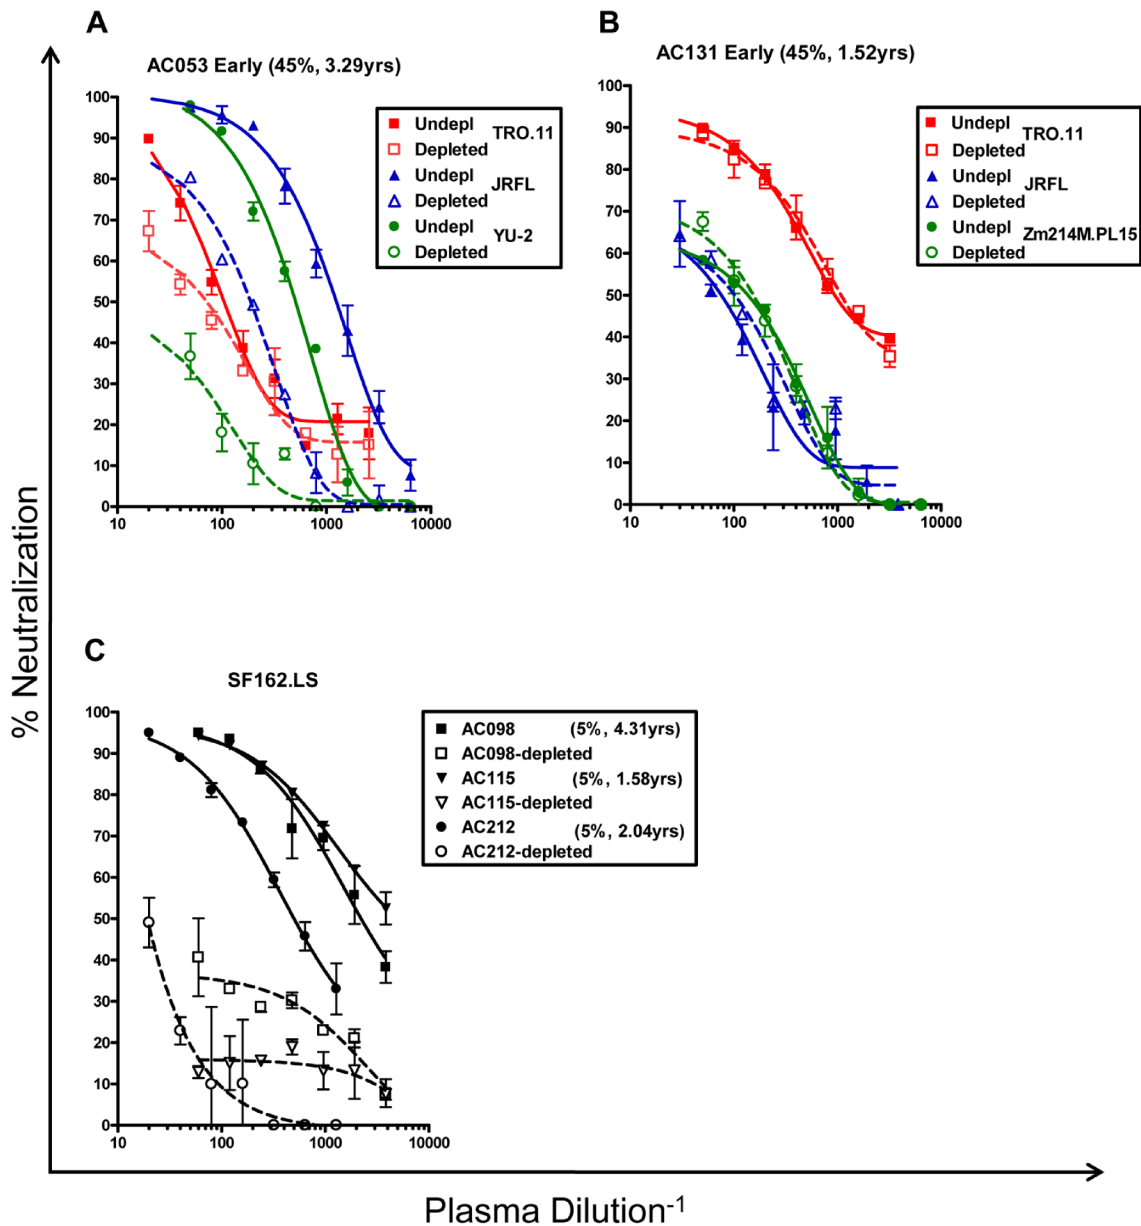 A
AC053 Early (45%, 3.29yrs)
100
90
80
70
60
50
40
30
20
10
0
10 100 1000 10000
Undepl TRO.11
Depleted
Undepl JRFL
Depleted
Undepl YU-2
Depleted
B
AC131 Early (45%, 1.52yrs)
100
90
80
70
60
50
40
30
20
10
0
10 100 1000 10000
Undepl TRO.11
Depleted
Undepl JRFL
Depleted
Undepl Zm214M.PL15
Depleted
C
SF162.LS
100
90
80
70
60
50
40
30
20
10
0
10 100 1000 10000
AC098 (5%, 4.31yrs)
AC098-depleted
AC115 (5%, 1.58yrs)
AC115-depleted
AC212 (5%, 2.04yrs)
AC212-depleted
% Neutralization
Plasma Dilution-1